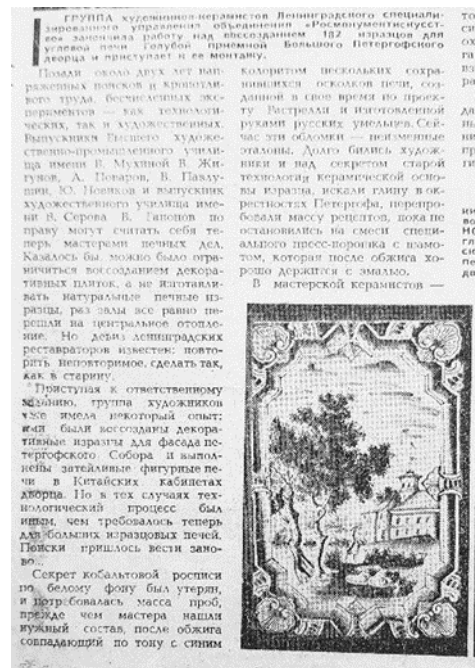 ГРУППА художников-керамистов Ленинградского специали-
зированного управления объединения «Росмонументискусст-
во» закончила работу над воссозданием 182 изразцов для
угловой печи Голубой приемной Большого Петергофского
дворца и приступает к ее монтажу.
Позади около двух лет нап-
ряженных поисков и кропотли-
вого труда, бесчисленных экс-
периментов — как технологи-
ческих, так и художественных.
Выпускники Высшего художе-
ственно-промышленного учили-
ща имени В. Мухиной В. Жи-
гунов, А. Поваров, В. Павлу-
шин, Ю. Новиков и выпускник
художественного училища име-
ни В. Серова В. Гапонов по
праву могут считать себя те-
перь мастерами печных дел.
Казалось бы, можно было огра-
ничиться воссозданием декора-
тивных плиток, а не изготавли-
вать натуральные печные из-
разцы, раз залы все равно пе-
решли на центральное отопле-
ние. Но девиз ленинградских
реставраторов известен: повто-
рить неповторимое, сделать так,
как в старину.
Приступая к ответственному
заданию, группа художников
уже имела некоторый опыт:
ими были воссозданы декора-
тивные изразцы для фасада пе-
тергофского Собора и выпол-
нены затейливые фигурные пе-
чи в Китайских кабинетах
дворца. Но в тех случаях тех-
нологический процесс был
иным, чем требовалось теперь
для больших изразцовых печей.
Поиски пришлось вести зано-
во...
Секрет кобальтовой росписи
по белому фону был утерян,
и потребовалась масса проб,
прежде чем мастера нашли
нужный состав, после обжига
совпадающий по тону с синим
колоритом нескольких сохра-
нившихся осколков печи, соз-
данной в свое время по проек-
ту Растрелли и изготовленной
руками русских умельцев. Сей-
час эти обломки — неизменные
эталоны. Долго бились худож-
ники и над секретом старой
технологии керамической осно-
вы изразца, искали глину в ок-
рестностях Петергофа, перепро-
бовали массу рецептов, пока не
остановились на смеси специ-
ального пресс-порошка с шамо-
том, которая после обжига хо-
рошо держится с эмалью.
В мастерской керамистов —